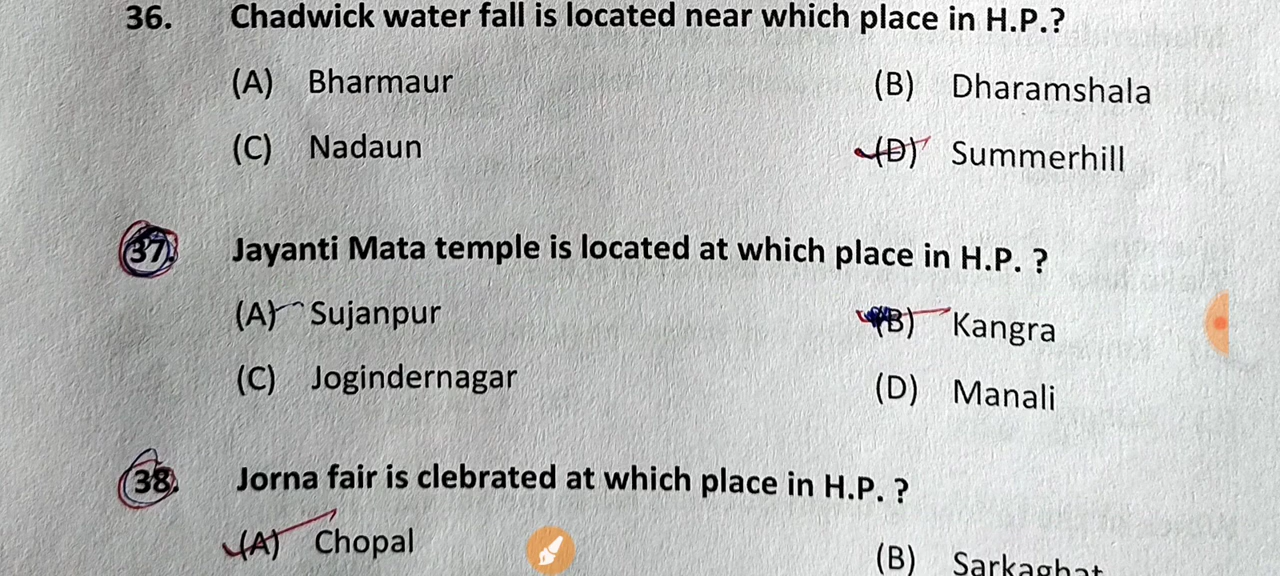 36. Chadwick water fall is located near which place in H.P.?
(A) Bharmaur (B) Dharamshala
(C) Nadaun (D) Summerhill
37. Jayanti Mata temple is located at which place in H.P. ?
(A) Sujanpur (B) Kangra
(C) Jogindernagar (D) Manali
38. Jorna fair is clebrated at which place in H.P. ?
(A) Chopal (B) Sarkaghat